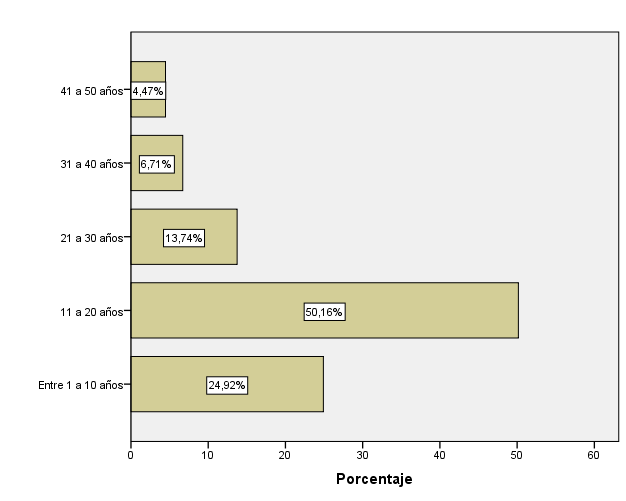 41 a 50 años 4,47%
31 a 40 años 6,71%
21 a 30 años 13,74%
11 a 20 años 50,16%
Entre 1 a 10 años 24,92%
0 10 20 30 40 50 60
Porcentaje